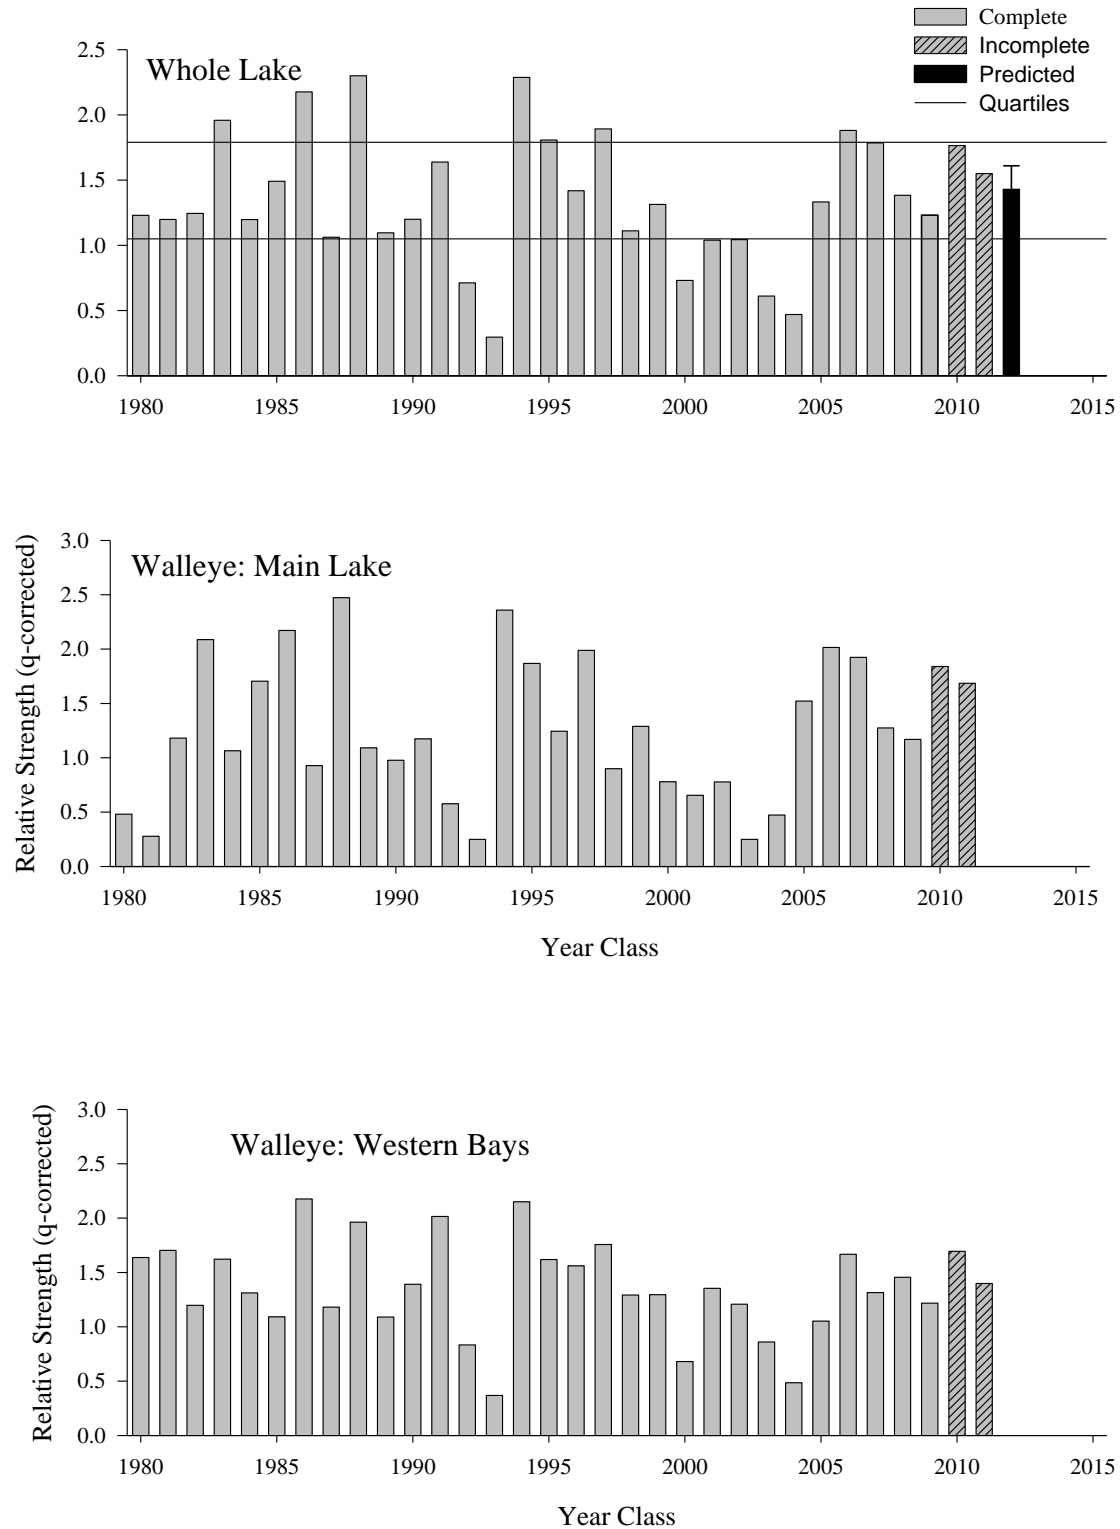 Complete
Incomplete
Predicted
Quartiles
Whole Lake
2.5
2.0
1.5
1.0
0.5
0.0
1980 1985 1990 1995 2000 2005 2010 2015
Walleye: Main Lake
Relative Strength (q-corrected)
3.0
2.5
2.0
1.5
1.0
0.5
0.0
1980 1985 1990 1995 2000 2005 2010 2015
Year Class
Walleye: Western Bays
Relative Strength (q-corrected)
3.0
2.5
2.0
1.5
1.0
0.5
0.0
1980 1985 1990 1995 2000 2005 2010 2015
Year Class